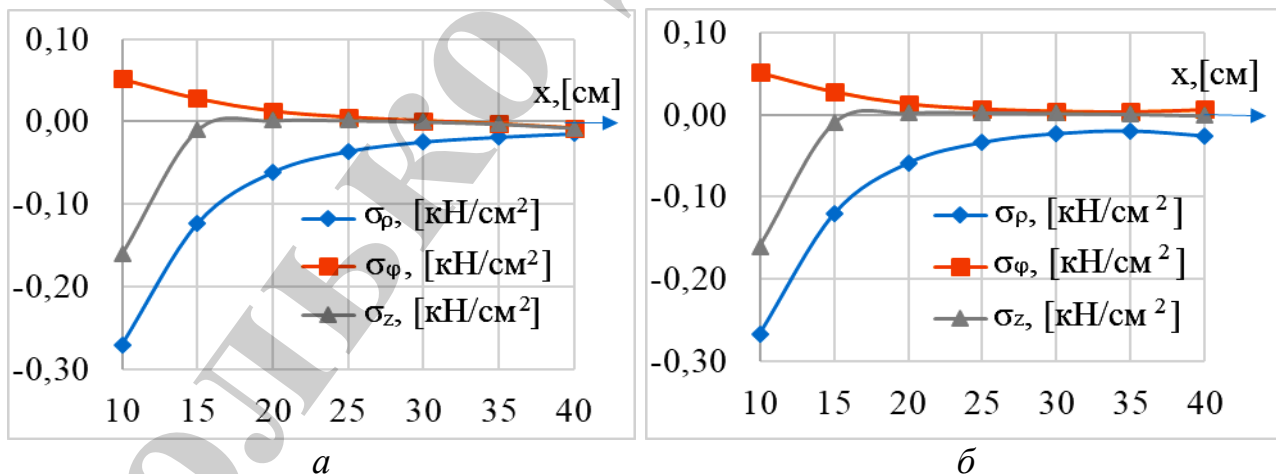 0,10
0,00
-0,10
-0,20
-0,30
x,[см]
σρ, [кН/см²]
σφ, [кН/см²]
σz, [кН/см²]
10 15 20 25 30 35 40
а
0,10
0,00
-0,10
-0,20
-0,30
x,[см]
σρ, [кН/см ²]
σφ, [кН/см ²]
σz, [кН/см ²]
10 15 20 25 30 35 40
б
ОЛЬКО